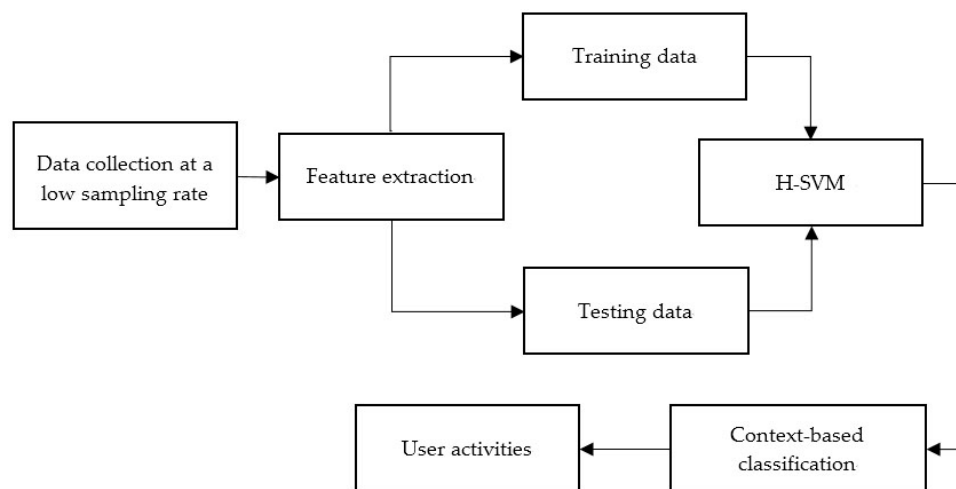 Training data
Data collection at a
low sampling rate
Feature extraction
H-SVM
Testing data
User activities
Context-based
classification